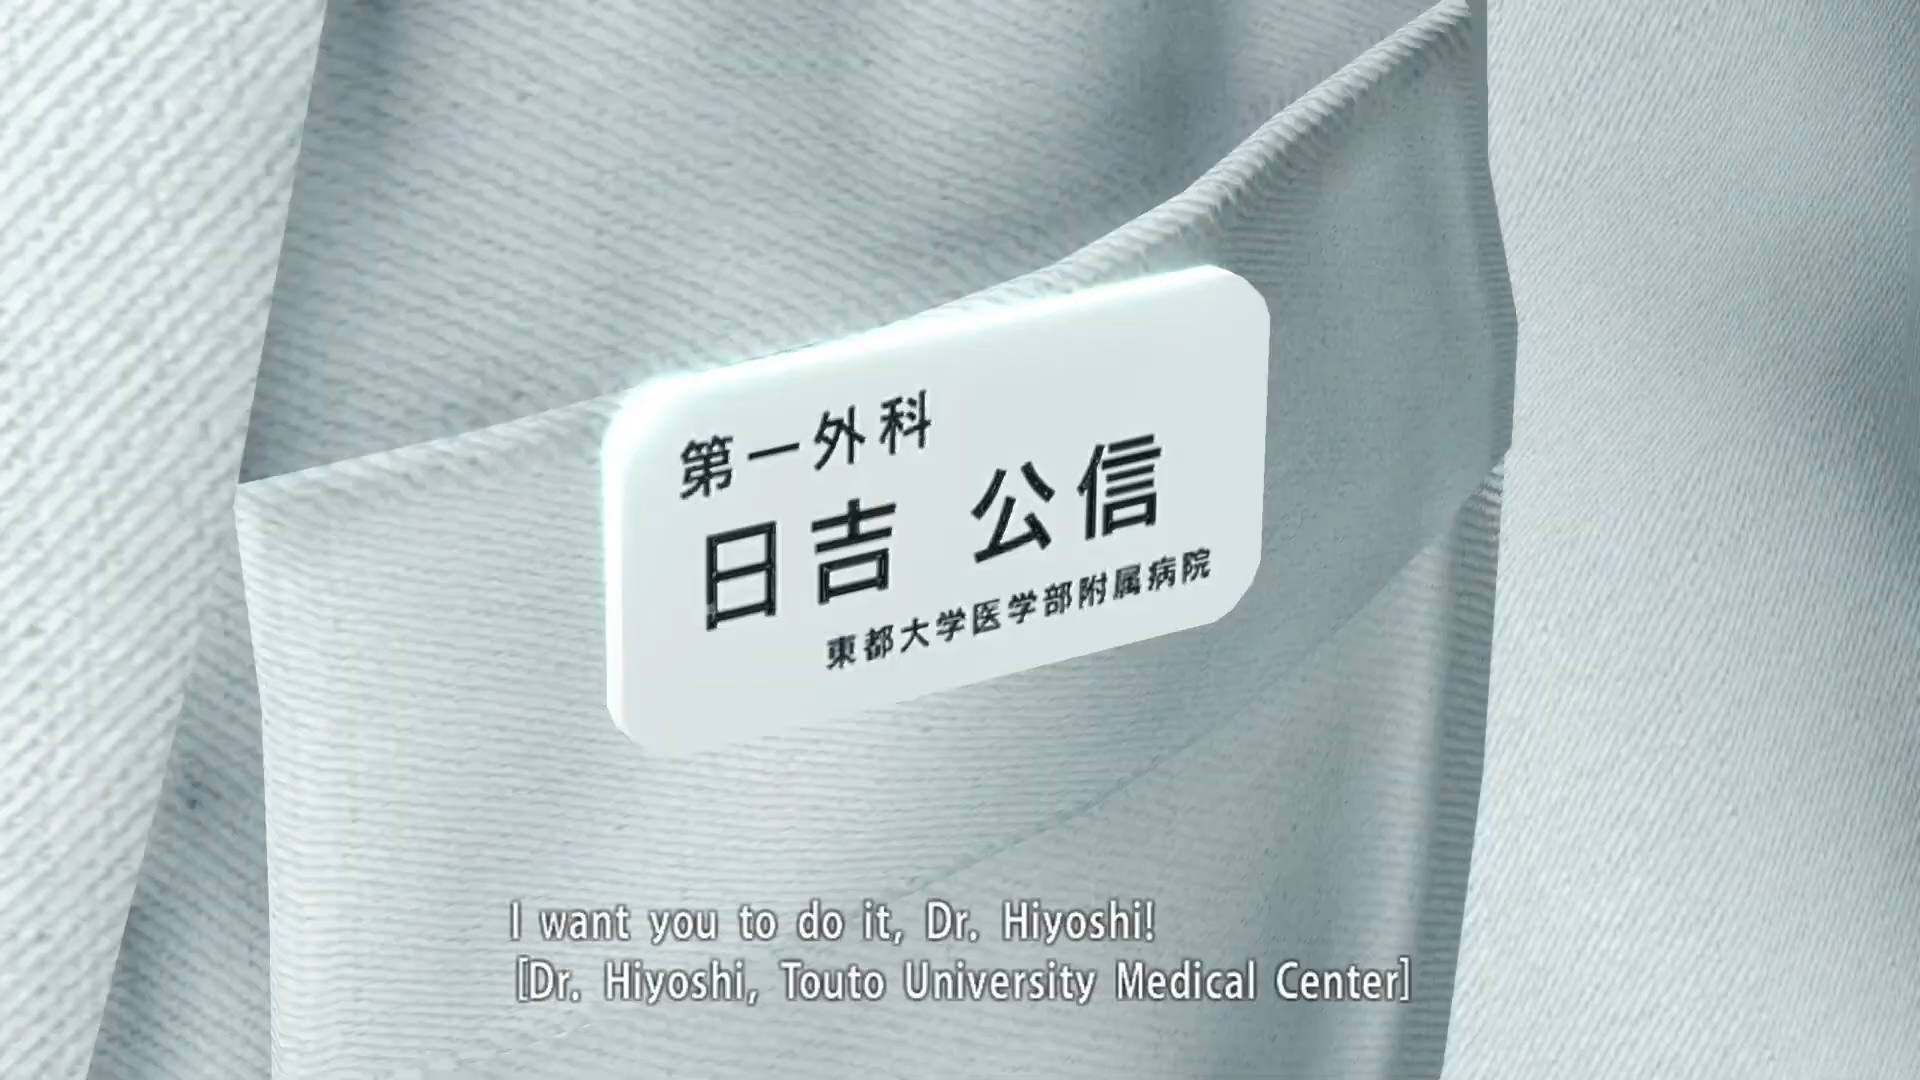 第一外科
日吉 公信
東都大学医学部附属病院
I want you to do it, Dr. Hiyoshi!
[Dr. Hiyoshi, Touto University Medical Center]